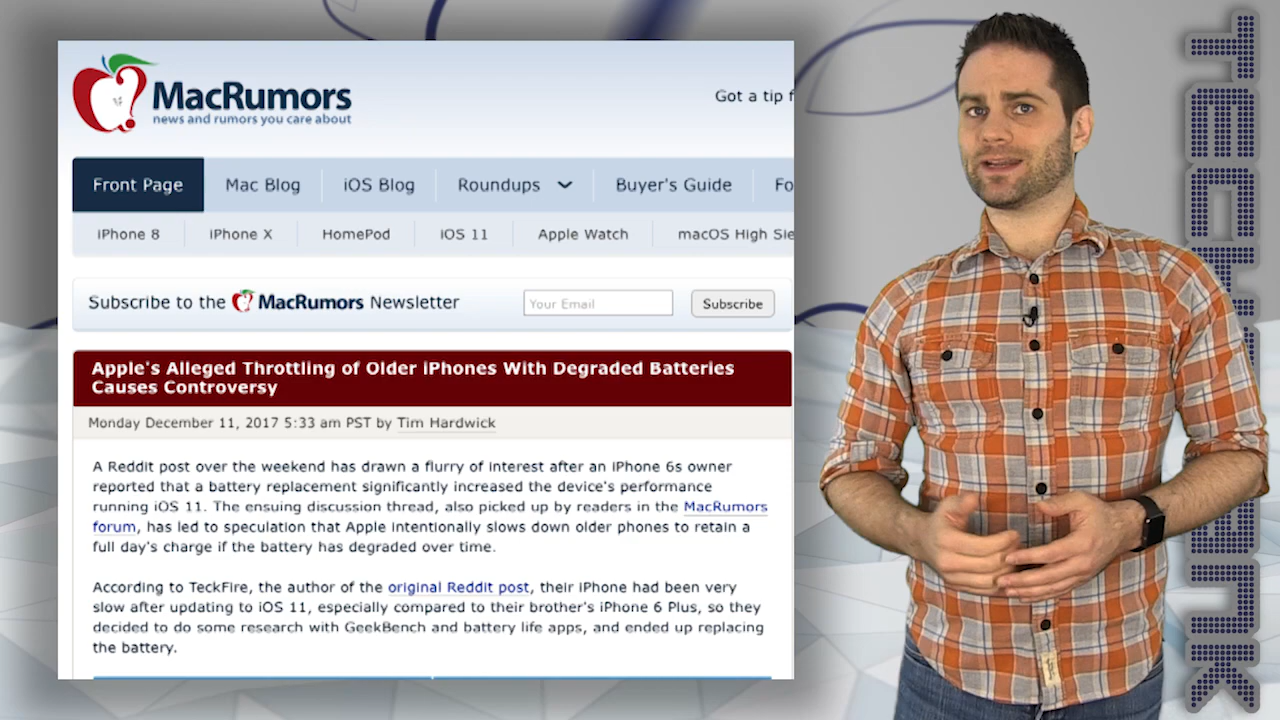 MacRumors
news and rumors you care about
Got a tip f
Front Page Mac Blog iOS Blog Roundups Buyer's Guide Fo
iPhone 8 iPhone X HomePod iOS 11 Apple Watch macOS High Sie
Subscribe to the MacRumors Newsletter Your Email Subscribe
Apple's Alleged Throttling of Older iPhones With Degraded Batteries
Causes Controversy
Monday December 11, 2017 5:33 am PST by Tim Hardwick
A Reddit post over the weekend has drawn a flurry of interest after an iPhone 6s owner
reported that a battery replacement significantly increased the device's performance
running iOS 11. The ensuing discussion thread, also picked up by readers in the MacRumors
forum, has led to speculation that Apple intentionally slows down older phones to retain a
full day's charge if the battery has degraded over time.
According to TeckFire, the author of the original Reddit post, their iPhone had been very
slow after updating to iOS 11, especially compared to their brother's iPhone 6 Plus, so they
decided to do some research with GeekBench and battery life apps, and ended up replacing
the battery.